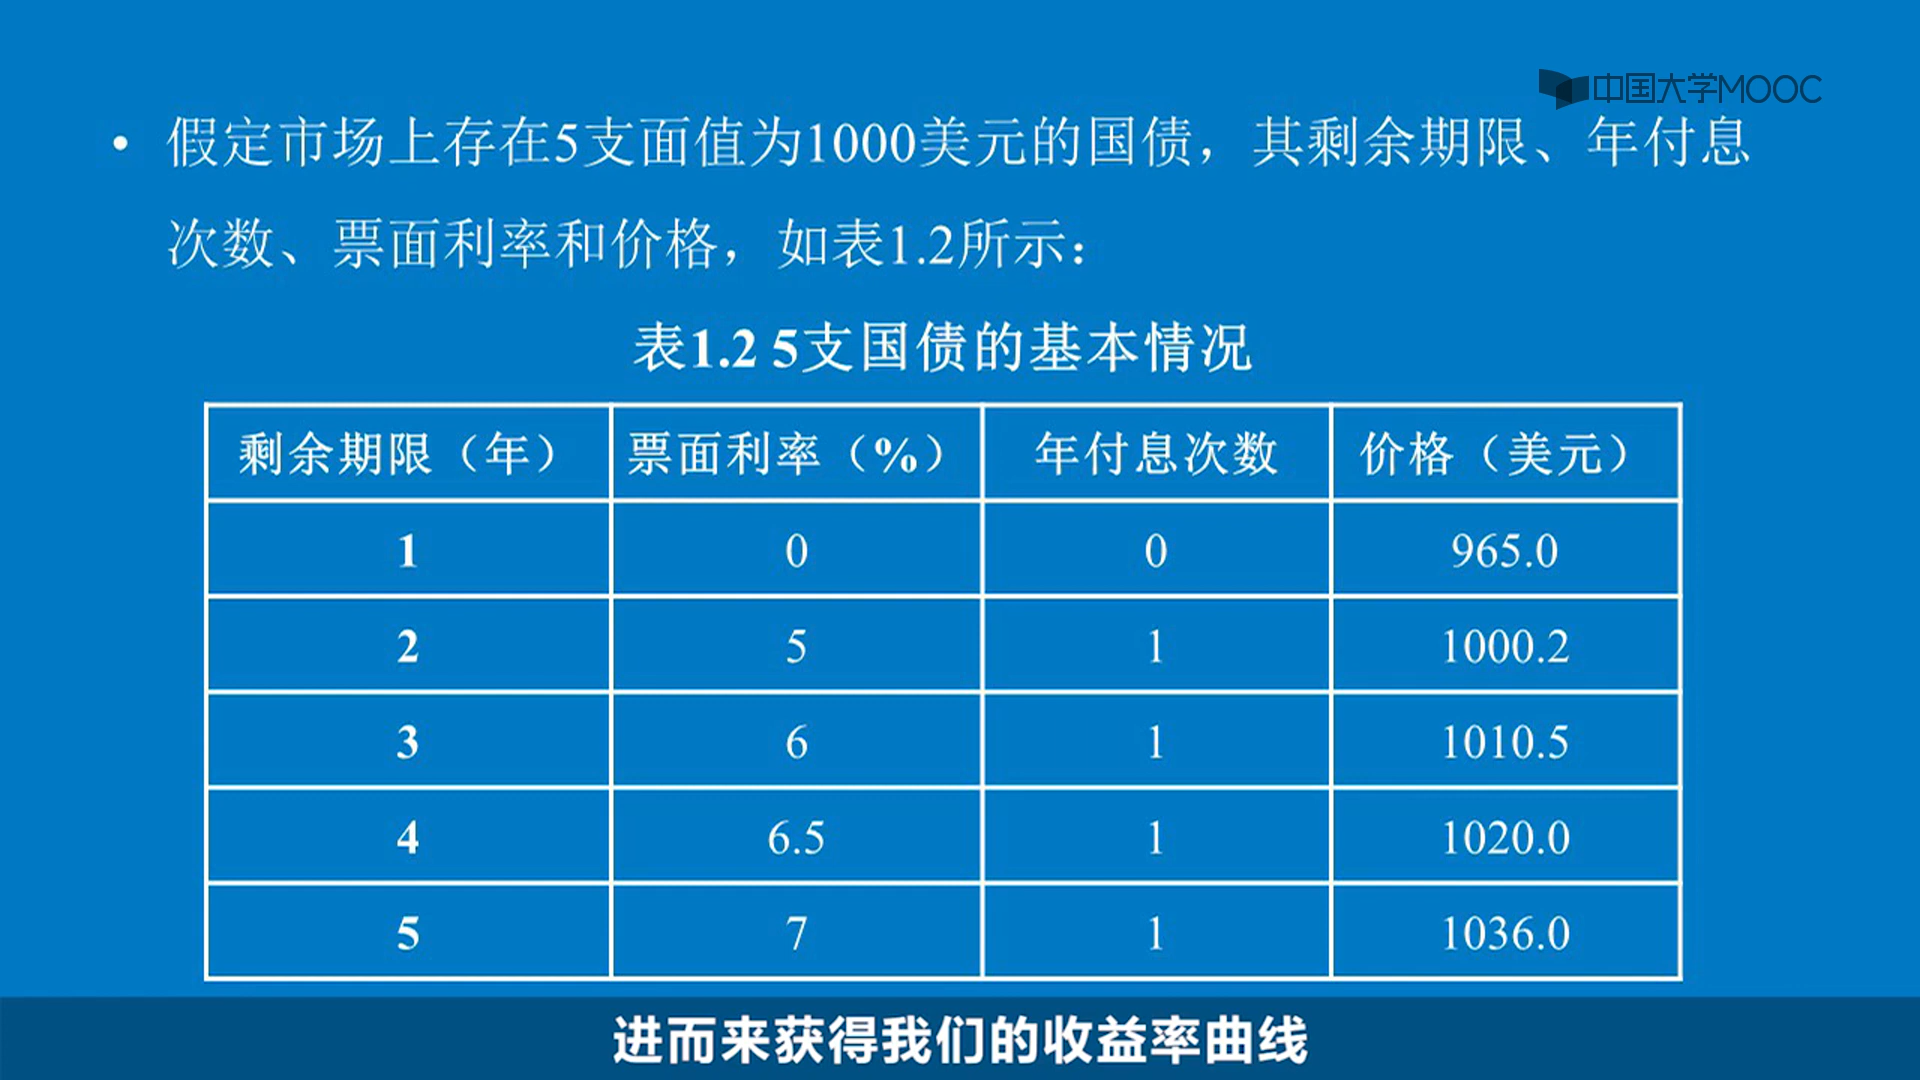 中国大学MOOC
• 假定市场上存在5支面值为1000美元的国债，其剩余期限、年付息
次数、票面利率和价格，如表1.2所示：
表1.2 5支国债的基本情况
剩余期限（年） 票面利率（%） 年付息次数 价格（美元）
1 0 0 965.0
2 5 1 1000.2
3 6 1 1010.5
4 6.5 1 1020.0
5 7 1 1036.0
进而来获得我们的收益率曲线